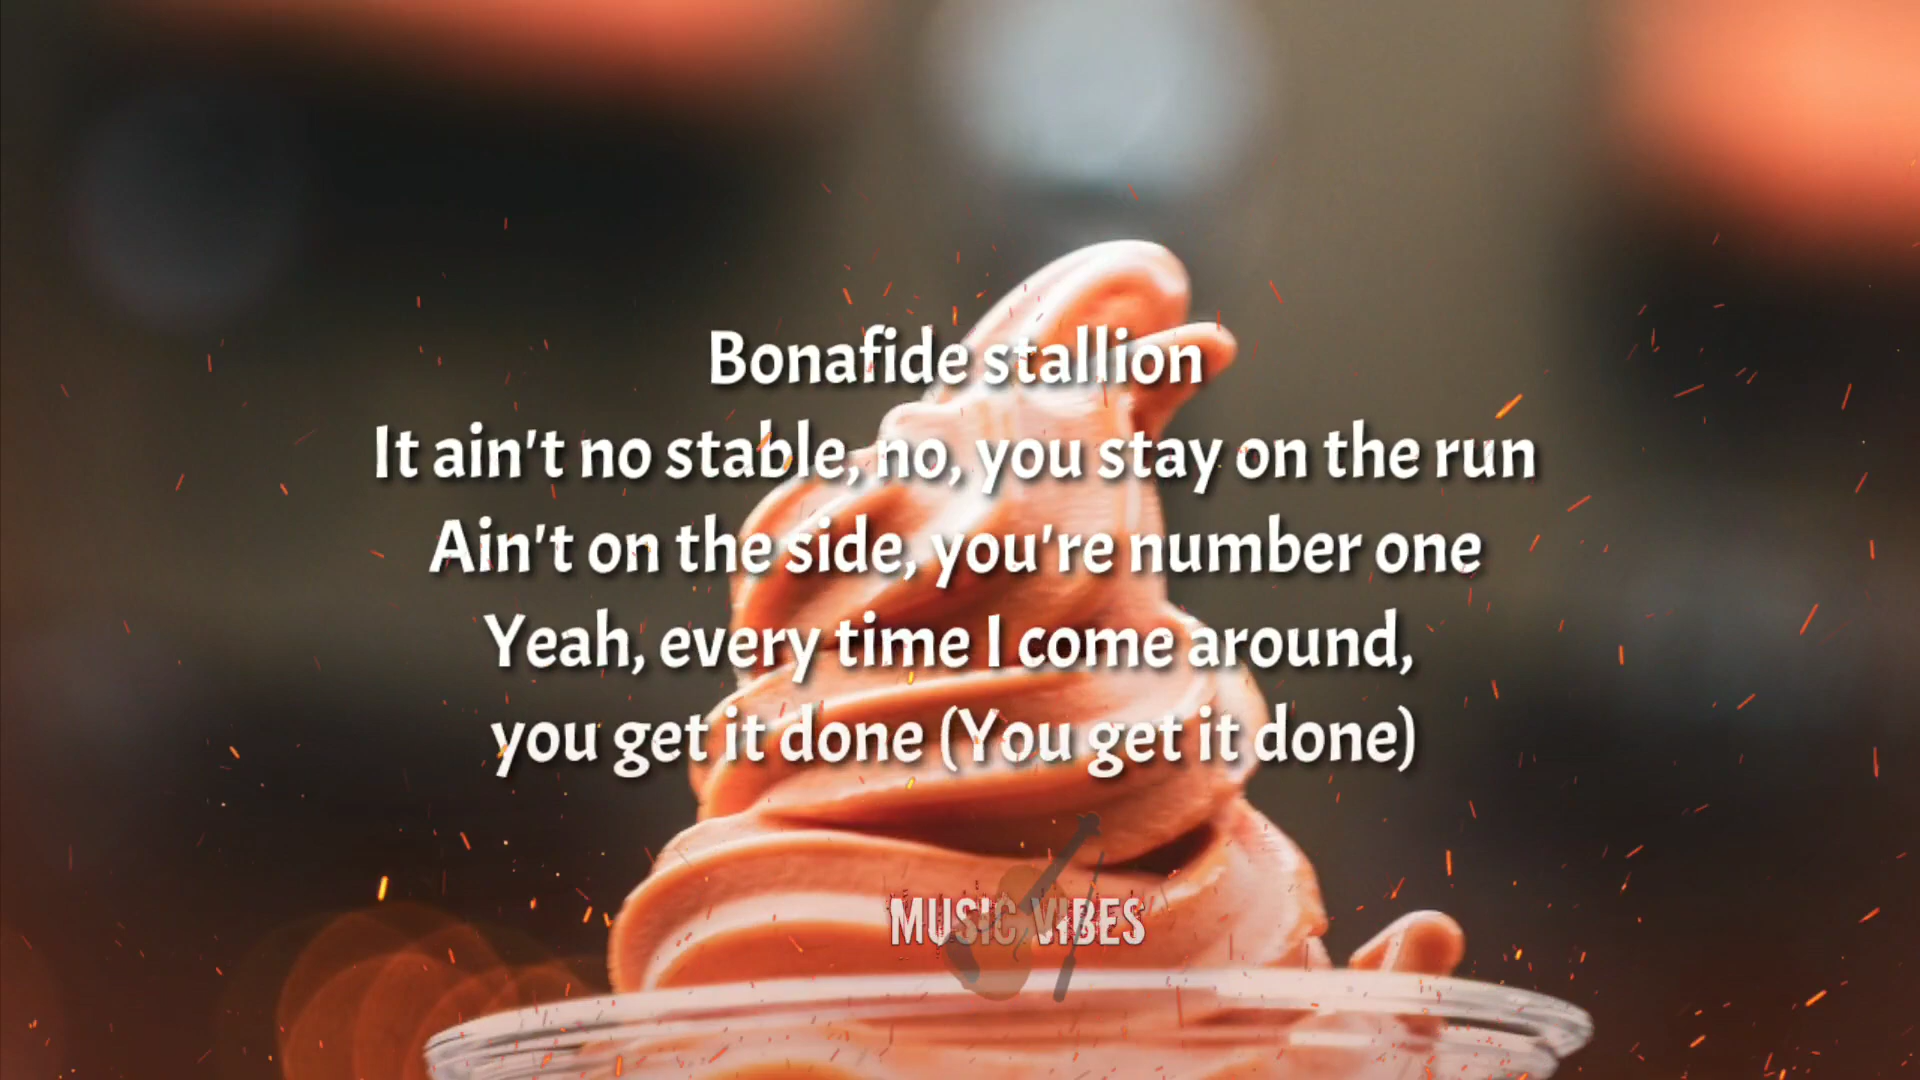 Bonafide stallion
It ain't no stable, no, you stay on the run
Ain't on the side, you're number one
Yeah, every time I come around,
you get it done (You get it done)
MUSIC VIBES